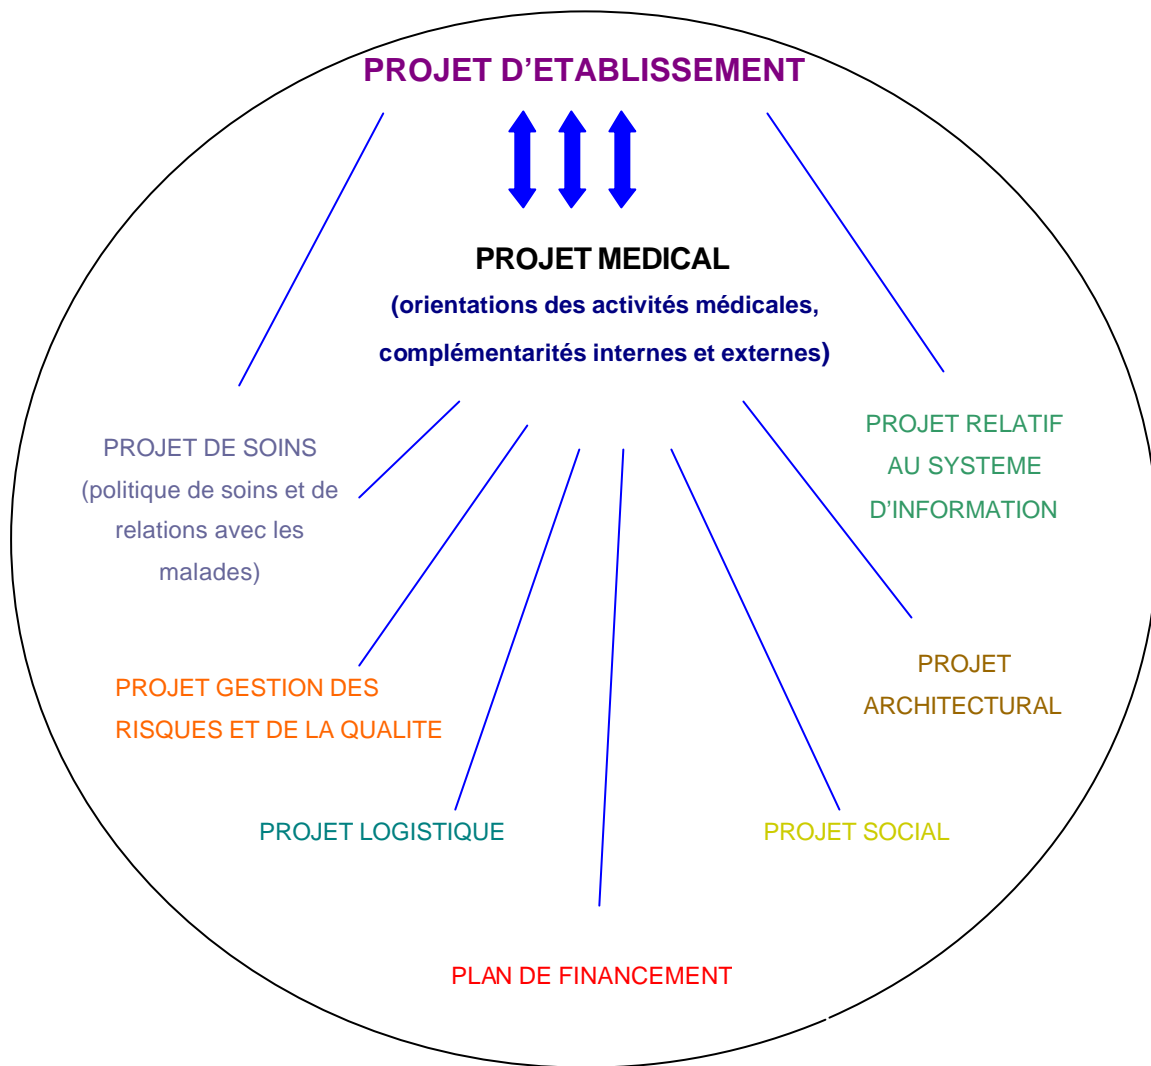 PROJET D'ETABLISSEMENT
PROJET MEDICAL
(orientations des activités médicales,
complémentarités internes et externes)
PROJET DE SOINS
(politique de soins et de
relations avec les
malades)
PROJET RELATIF
AU SYSTEME
D'INFORMATION
PROJET GESTION DES
RISQUES ET DE LA QUALITE
PROJET
ARCHITECTURAL
PROJET LOGISTIQUE
PROJET SOCIAL
PLAN DE FINANCEMENT